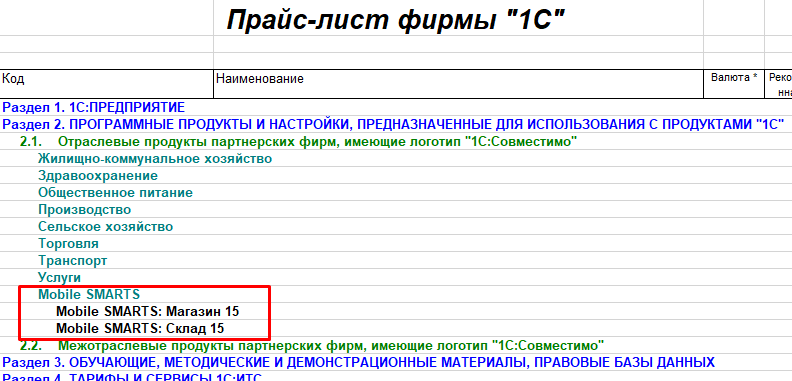 Прайс-лист фирмы "1С"
Код Наименование Валюта * Реко
нна
Раздел 1. 1С:ПРЕДПРИЯТИЕ
Раздел 2. ПРОГРАММНЫЕ ПРОДУКТЫ И НАСТРОЙКИ, ПРЕДНАЗНАЧЕННЫЕ ДЛЯ ИСПОЛЬЗОВАНИЯ С ПРОДУКТАМИ "1С"
2.1. Отраслевые продукты партнерских фирм, имеющие логотип "1С:Совместимо"
Жилищно-коммунальное хозяйство
Здравоохранение
Общественное питание
Производство
Сельское хозяйство
Торговля
Транспорт
Услуги
Mobile SMARTS
Mobile SMARTS: Магазин 15
Mobile SMARTS: Склад 15
2.2. Межотраслевые продукты партнерских фирм, имеющие логотип "1С:Совместимо"
Раздел 3. ОБУЧАЮЩИЕ, МЕТОДИЧЕСКИЕ И ДЕМОНСТРАЦИОННЫЕ МАТЕРИАЛЫ, ПРАВОВЫЕ БАЗЫ ДАННЫХ
Раздел 4. ТАРИФЫ И СЕРВИСЫ 1С:ИТС